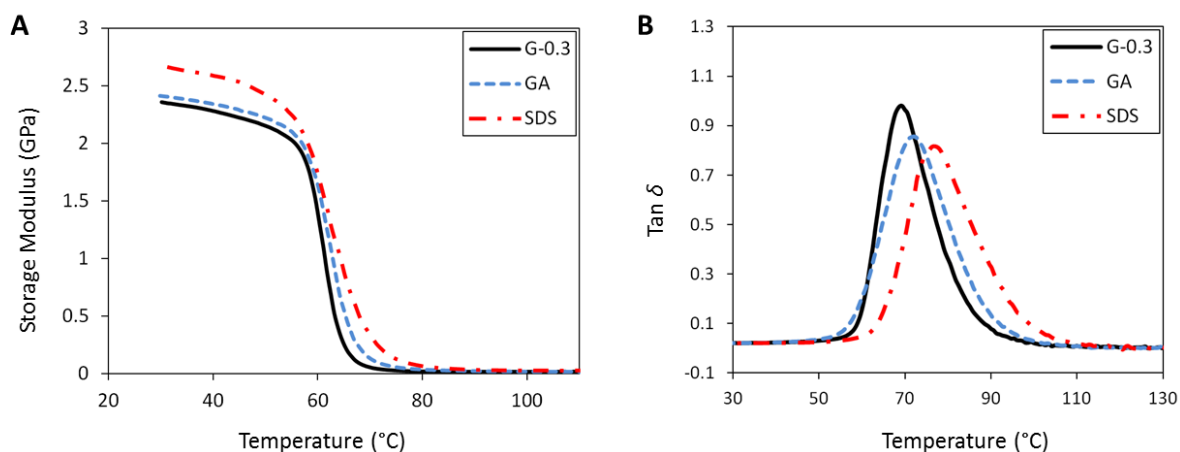 A
Storage Modulus (GPa)
3
2.5
2
1.5
1
0.5
0
20
40
60
80
100
Temperature (°C)
G-0.3
GA
SDS
B
Tan δ
1.3
1.1
0.9
0.7
0.5
0.3
0.1
-0.1
30
50
70
90
110
130
Temperature (°C)
G-0.3
GA
SDS